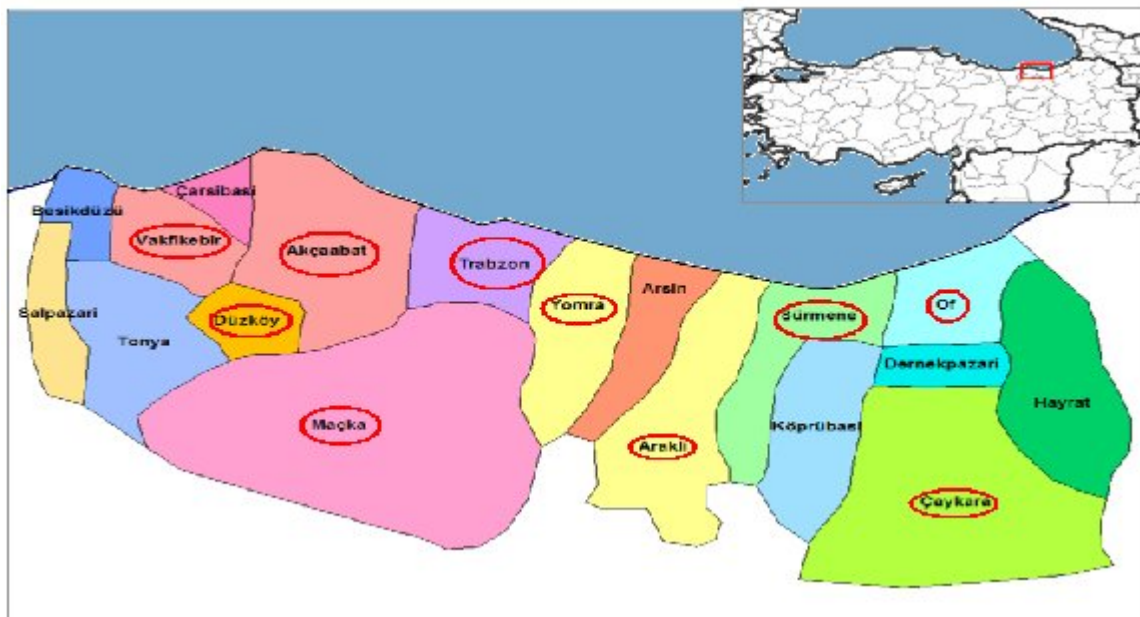 Çarsibasi
Besikdüzü
Vakfikebir
Akçaabat
Trabzon
Arsin
Yomra
Of
Salpazari
Düzköy
Sürmene
Tonya
Dernekpazari
Hayrat
Maçka
Köprübasi
Arakli
Çaykara